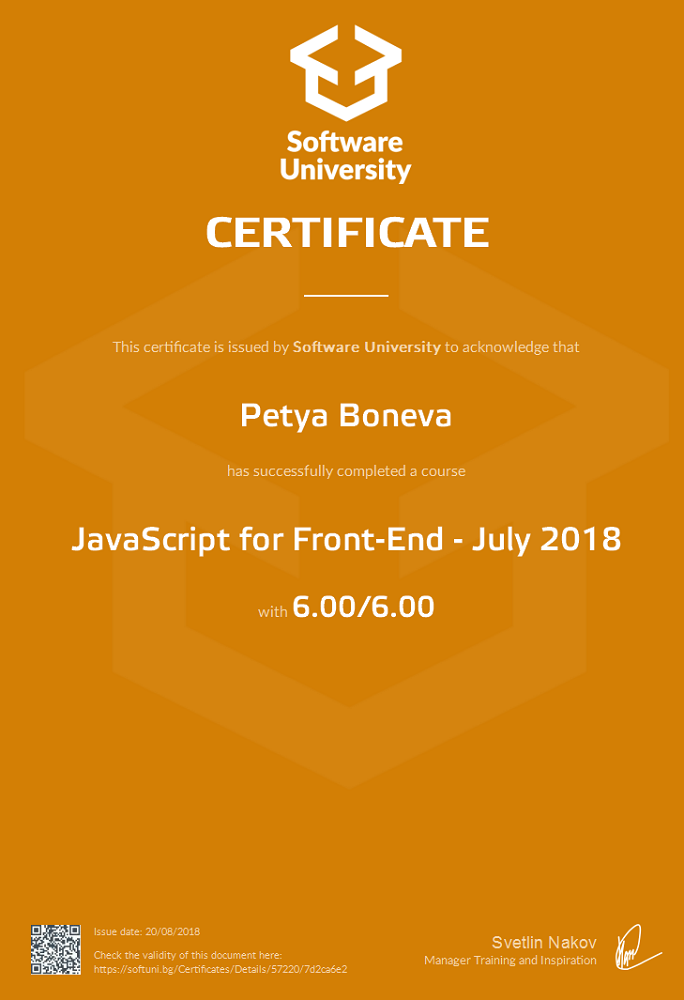 Software
University
CERTIFICATE
This certificate is issued by Software University to acknowledge that
Petya Boneva
has successfully completed a course
JavaScript for Front-End - July 2018
with 6.00/6.00
Issue date: 20/08/2018
Check the validity of this document here:
https://softuni.bg/Certificates/Details/57220/7d2ca6e2
Svetlin Nakov
Manager Training and Inspiration